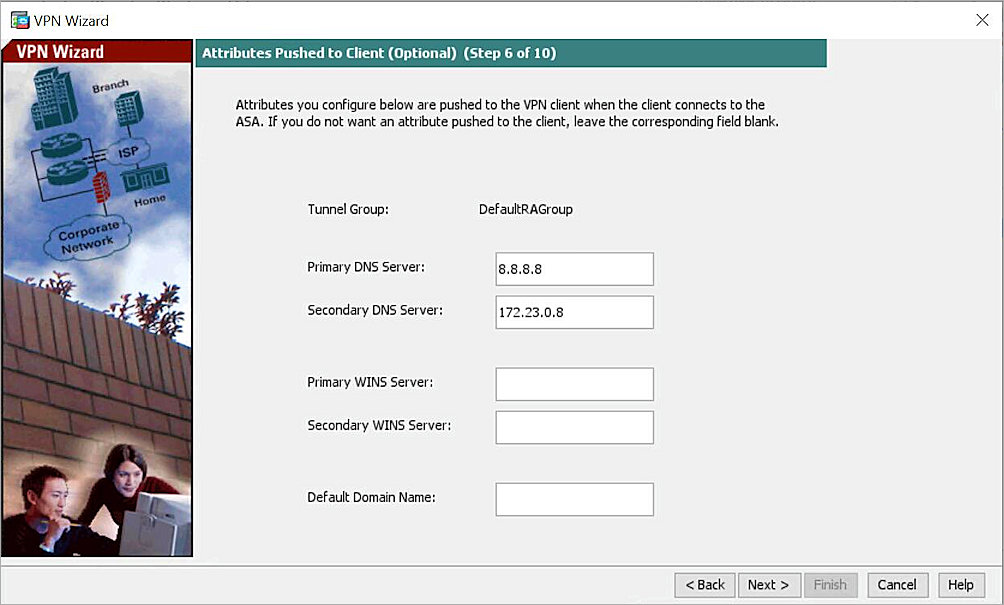 VPN Wizard
VPN Wizard
Attributes Pushed to Client (Optional) (Step 6 of 10)
Branch
ISP
Home
Corporate
Network
Attributes you configure below are pushed to the VPN client when the client connects to the
ASA. If you do not want an attribute pushed to the client, leave the corresponding field blank.
Tunnel Group: DefaultRAGroup
Primary DNS Server: 8.8.8.8
Secondary DNS Server: 172.23.0.8
Primary WINS Server:
Secondary WINS Server:
Default Domain Name:
< Back Next > Finish Cancel Help